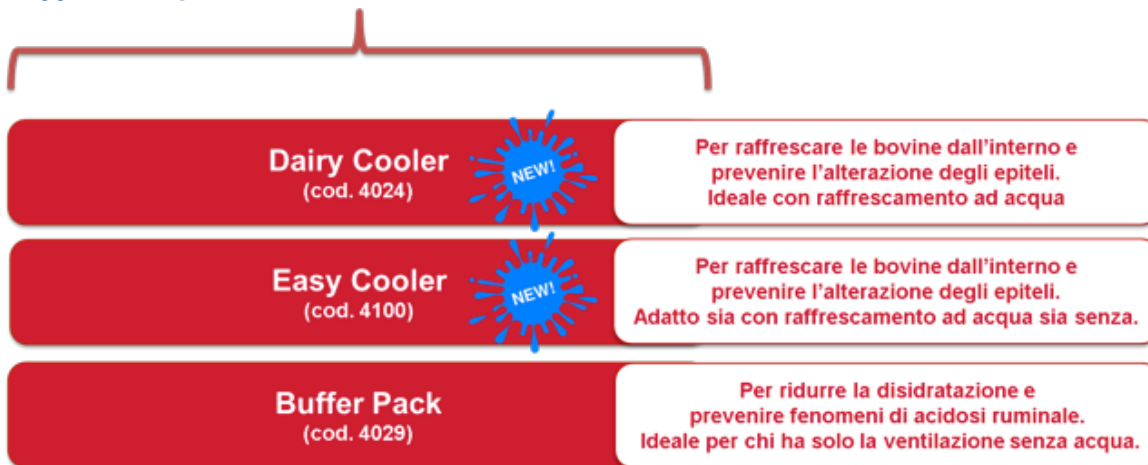 Dairy Cooler
(cod. 4024)
NEW!
Per raffrescare le bovine dall'interno e
prevenire l'alterazione degli epiteli.
Ideale con raffrescamento ad acqua
Easy Cooler
(cod. 4100)
NEW!
Per raffrescare le bovine dall'interno e
prevenire l'alterazione degli epiteli.
Adatto sia con raffrescamento ad acqua sia senza.
Buffer Pack
(cod. 4029)
Per ridurre la disidratazione e
prevenire fenomeni di acidosi ruminale.
Ideale per chi ha solo la ventilazione senza acqua.